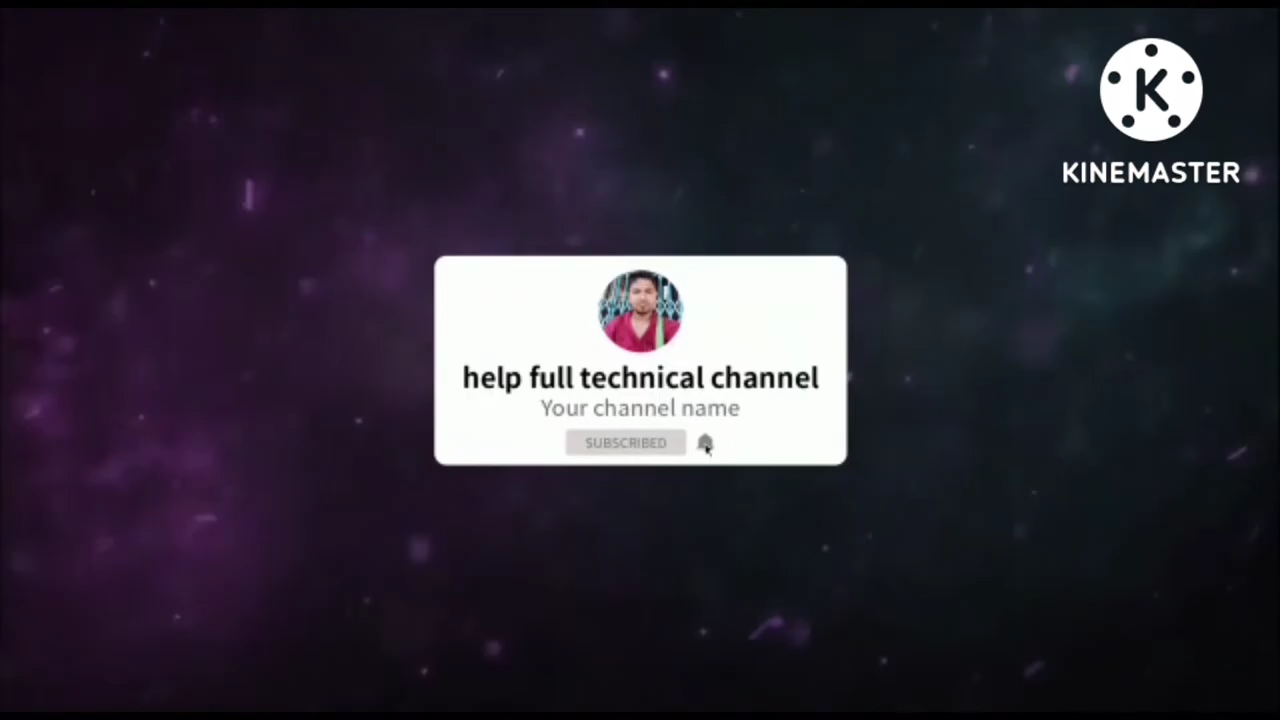 K
KINEMASTER
help full technical channel
Your channel name
SUBSCRIBED